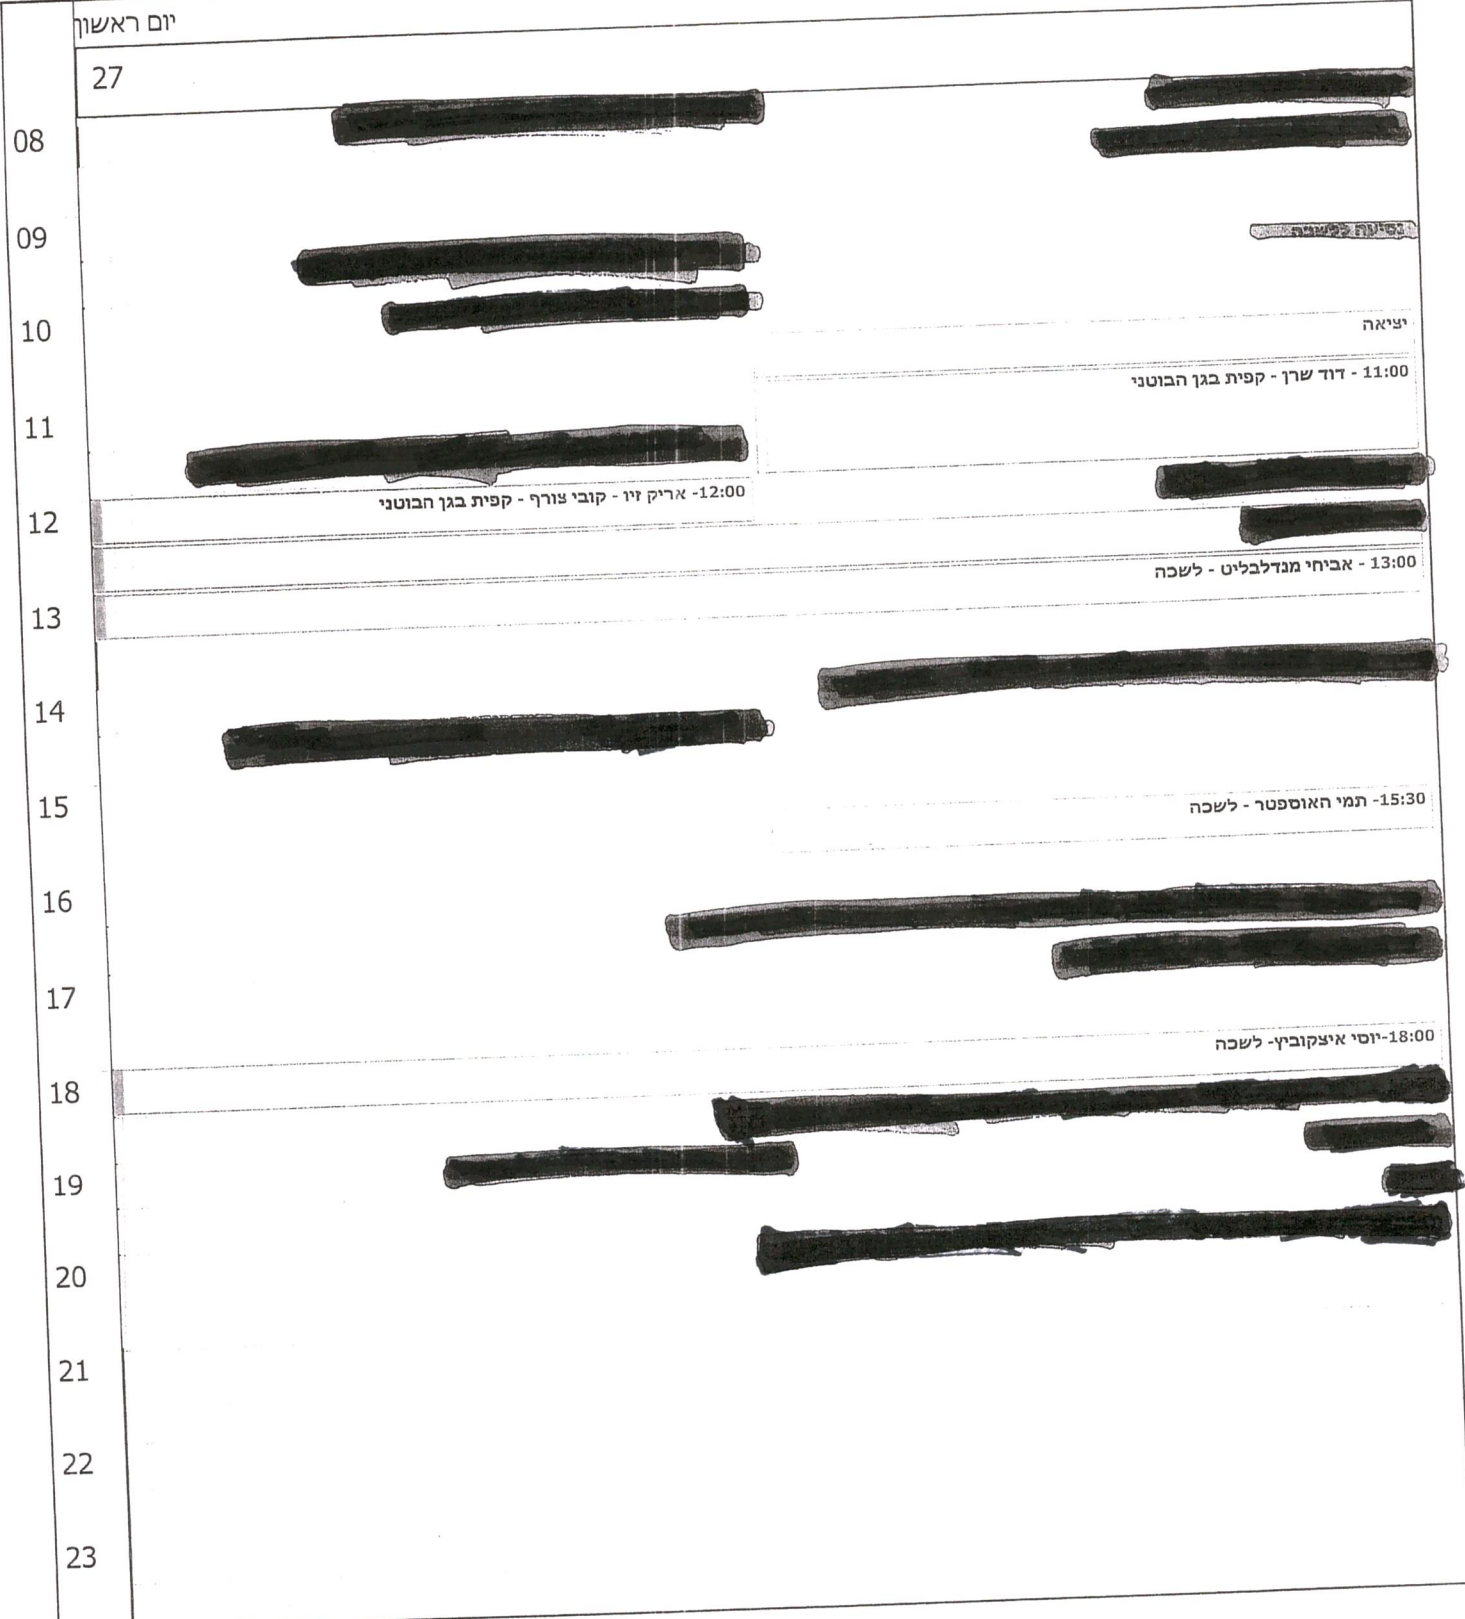 יום ראשון
27
08
09
נסיעה ללשכה
10
יציאה
11:00 - דוד שרן - קפית בגן הבוטני
11
12:00- אריק זיו - קובי צורף - קפית בגן הבוטני
12
13:00 - אביחי מנדלבליט - לשכה
13
14
15
15:30- תמי האוספטר - לשכה
16
17
18:00-יוסי איצקוביץ- לשכה
18
19
20
21
22
23